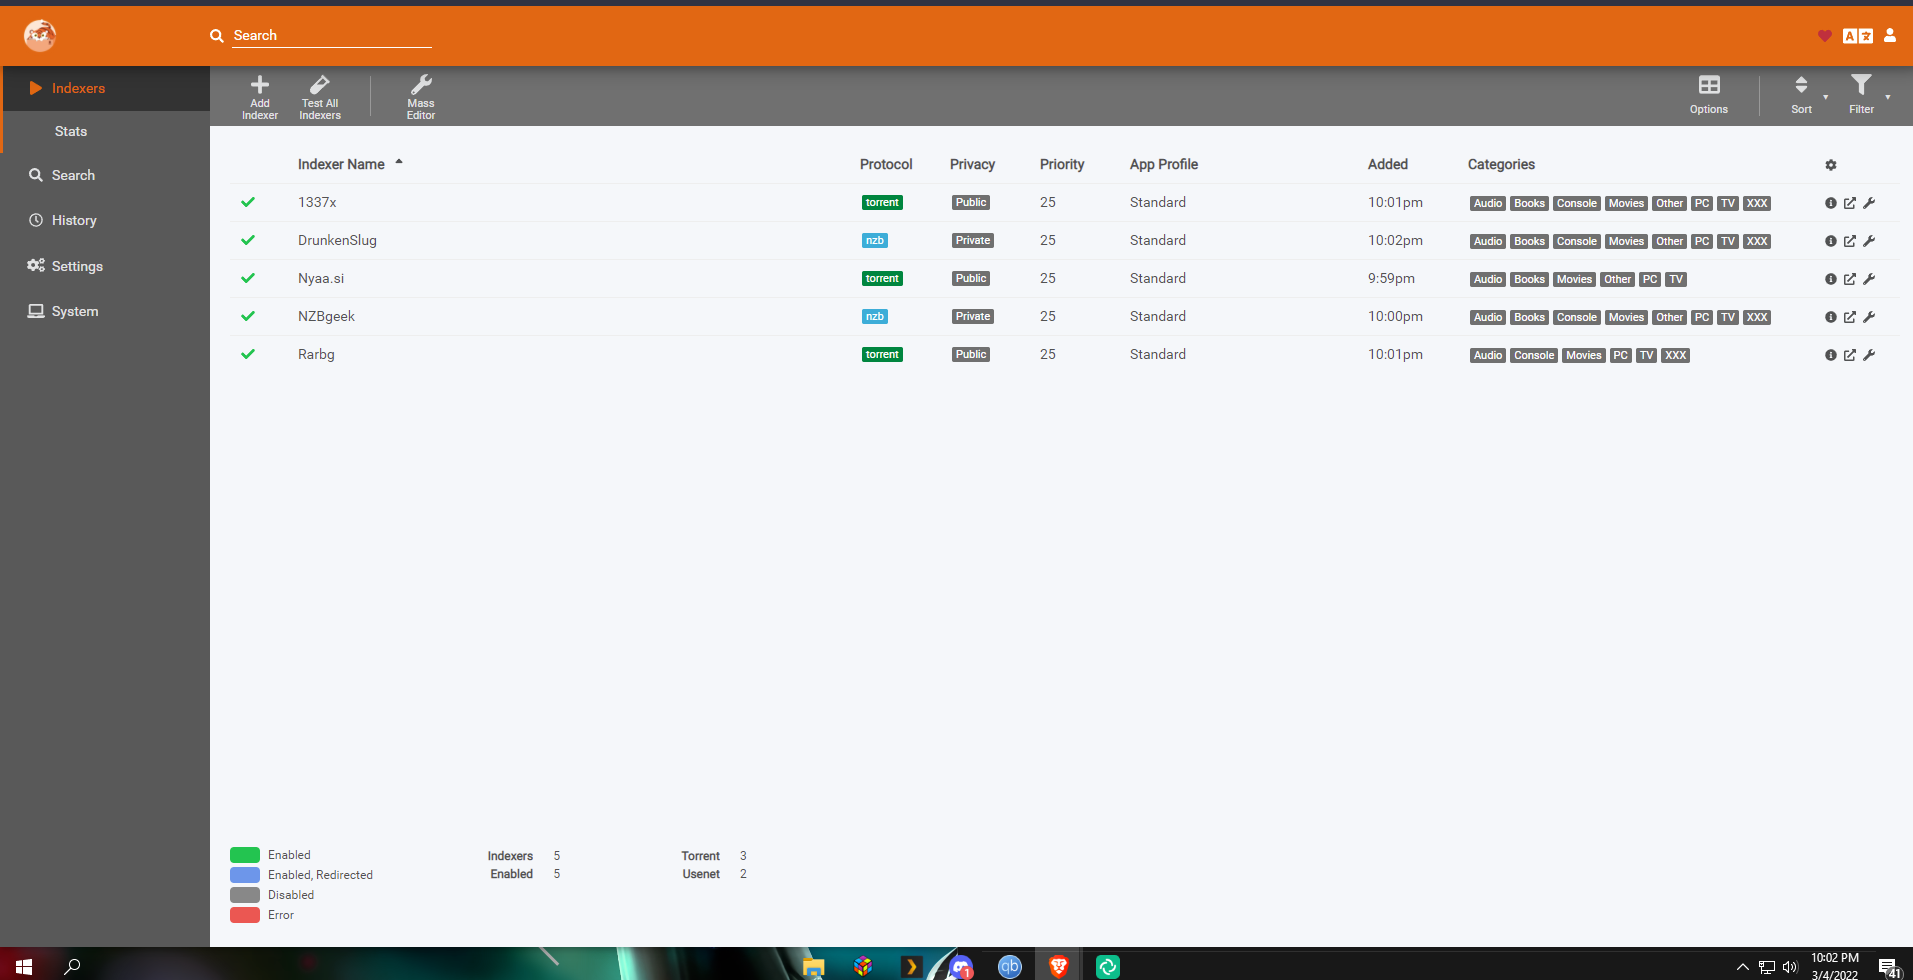 Search
A
Indexers
Stats
Search
History
Settings
System
Add
Indexer
Test All
Indexers
Mass
Editor
Options
Sort
Filter
Indexer Name Protocol Privacy Priority App Profile Added Categories
1337x torrent Public 25 Standard 10:01pm Audio Books Console Movies Other PC TV XXX
DrunkenSlug nzb Private 25 Standard 10:02pm Audio Books Console Movies Other PC TV XXX
Nyaa.si torrent Public 25 Standard 9:59pm Audio Books Movies Other PC TV
NZBgeek nzb Private 25 Standard 10:00pm Audio Books Console Movies Other PC TV XXX
Rarbg torrent Public 25 Standard 10:01pm Audio Console Movies PC TV XXX
Enabled
Enabled, Redirected
Disabled
Error
Indexers 5
Enabled 5
Torrent 3
Usenet 2
1
qb
10:02 PM
3/4/2022
41